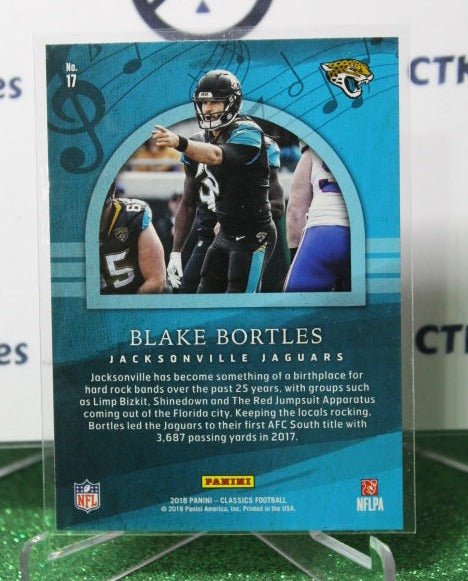 CTK
ies
No.
17
65
BLAKE BORTLES
JACKSONVILLE JAGUARS
Jacksonville has become something of a birthplace for
hard rock bands over the past 25 years, with groups such
as Limp Bizkit, Shinedown and The Red Jumpsuit Apparatus
coming out of the Florida city. Keeping the locals rocking,
Bortles led the Jaguars to their first AFC South title with
3,687 passing yards in 2017.
NFL
PANINI
NFLPA
2018 PANINI – CLASSICS FOOTBALL
© 2018 Panini America, Inc. Printed in the USA.